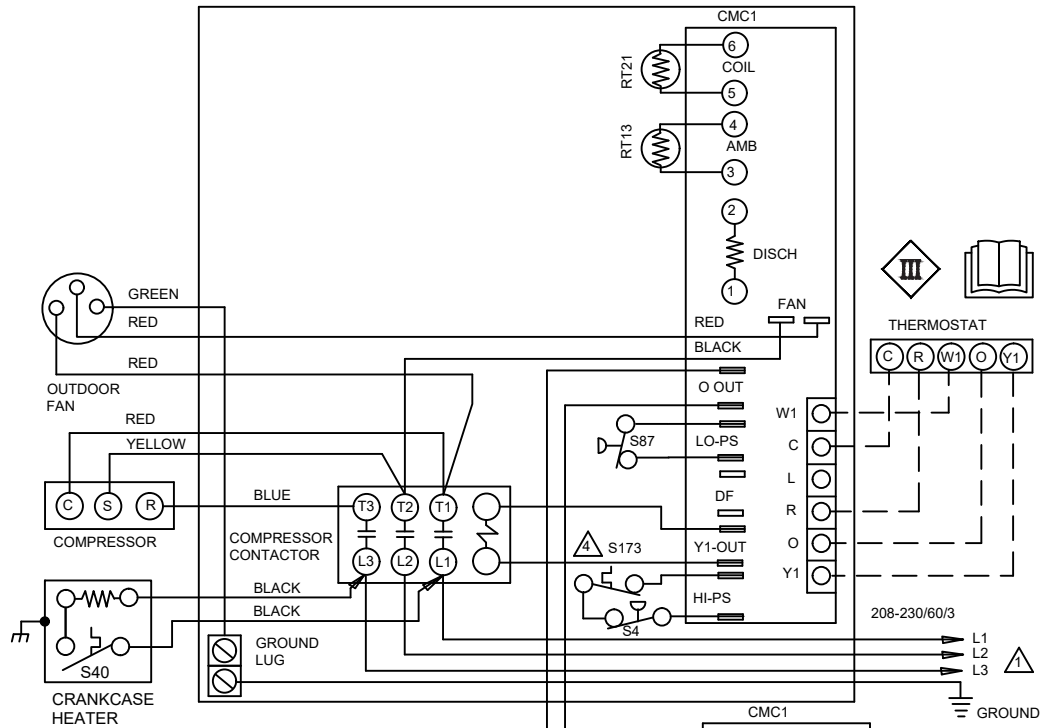 CMC1
6
COIL
5
RT21
4
AMB
3
RT13
2
DISCH
1
III
FAN
GREEN
RED
RED
BLACK
THERMOSTAT
C R W1 O Y1
RED
OUTDOOR
FAN
O OUT
W1
RED
YELLOW
S87
LO-PS
C
L
C S R
BLUE
T3 T2 T1
DF
R
COMPRESSOR
COMPRESSOR
CONTACTOR
L3 L2 L1
4
S173
Y1-OUT
O
Y1
BLACK
BLACK
HI-PS
S4
208-230/60/3
S40
GROUND
LUG
L1
L2
L3
1
CRANKCASE
HEATER
CMC1
GROUND